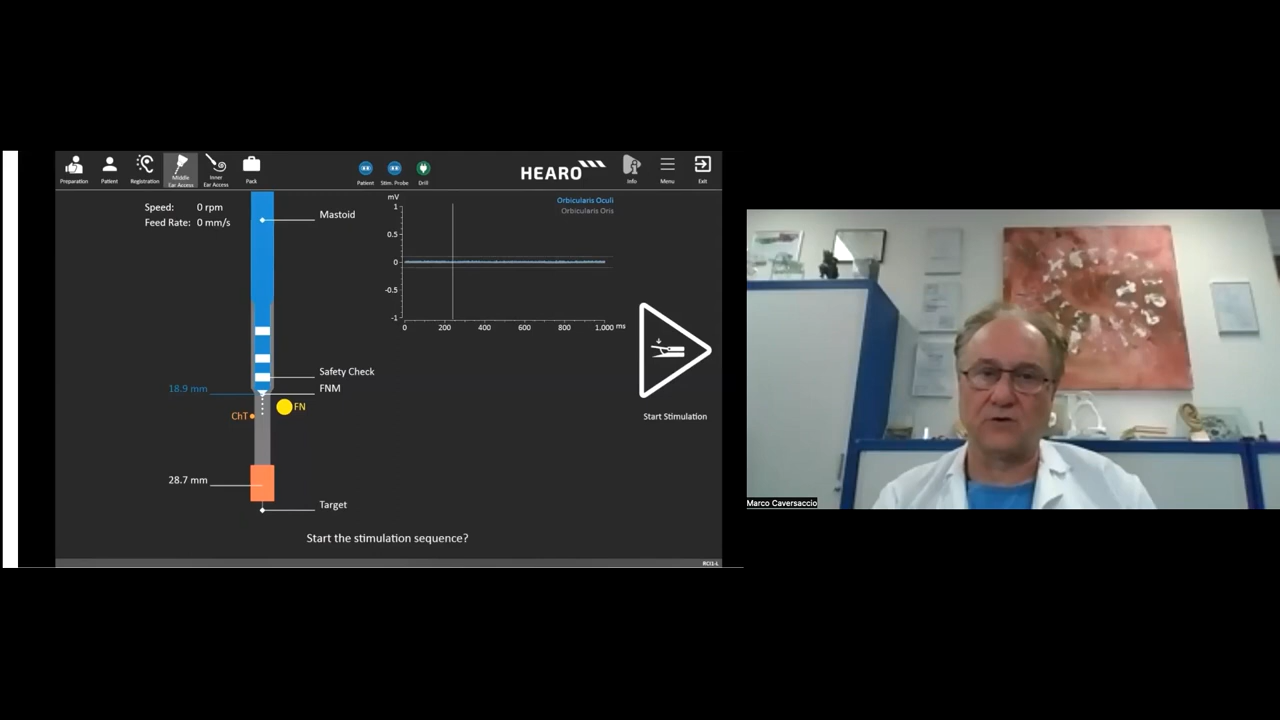 Preparation
Patient
Registration
Middle
Ear Access
Inner
Ear Access
Pack
Patient
Stim. Probe
Drill
HEARO
Info
Menu
Exit
Speed: 0 rpm
Feed Rate: 0 mm/s
Mastoid
mV
Orbicularis Oculi
Orbicularis Oris
1
0.5
0
-0.5
-1
0 200 400 600 800 1,000 ms
Safety Check
18.9 mm
FNM
FN
ChT
Start Stimulation
28.7 mm
Target
Start the stimulation sequence?
RCI1-L
Marco Caversaccio